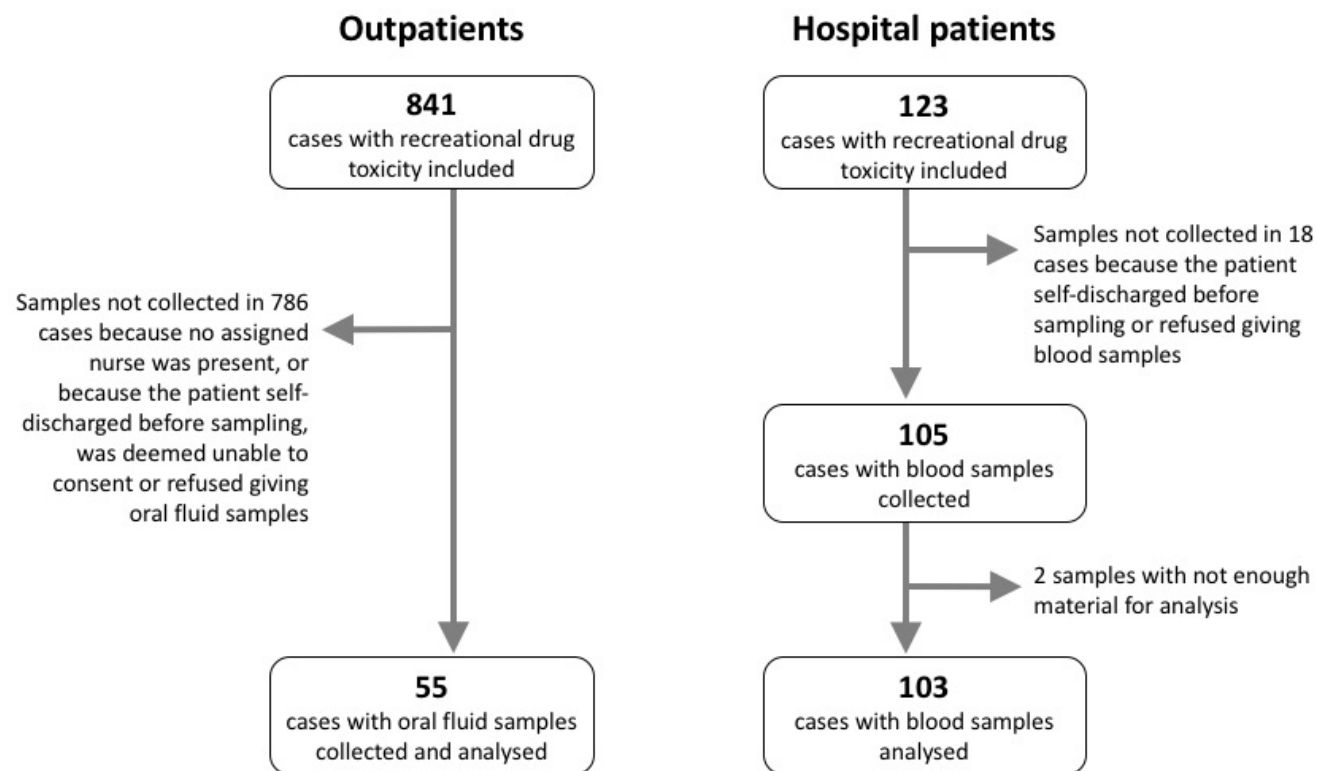 Outpatients
841
cases with recreational drug
toxicity included
Samples not collected in 786
cases because no assigned
nurse was present, or
because the patient self-
discharged before sampling,
was deemed unable to
consent or refused giving
oral fluid samples
55
cases with oral fluid samples
collected and analysed
Hospital patients
123
cases with recreational drug
toxicity included
Samples not collected in 18
cases because the patient
self-discharged before
sampling or refused giving
blood samples
105
cases with blood samples
collected
2 samples with not enough
material for analysis
103
cases with blood samples
analysed